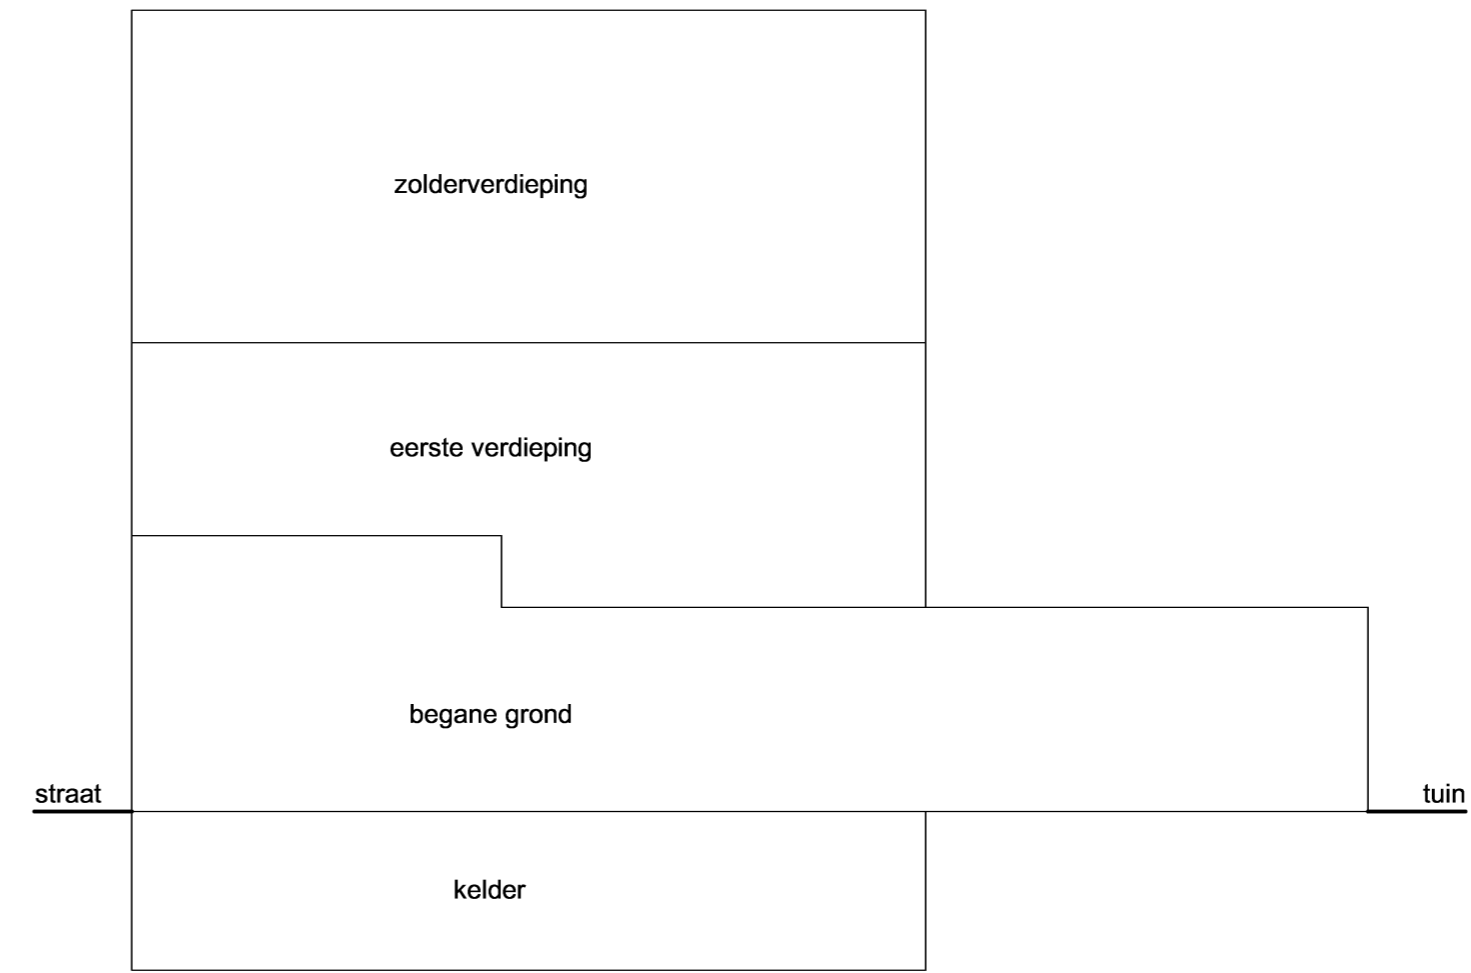 zolderverdieping
eerste verdieping
begane grond
straat
tuin
kelder